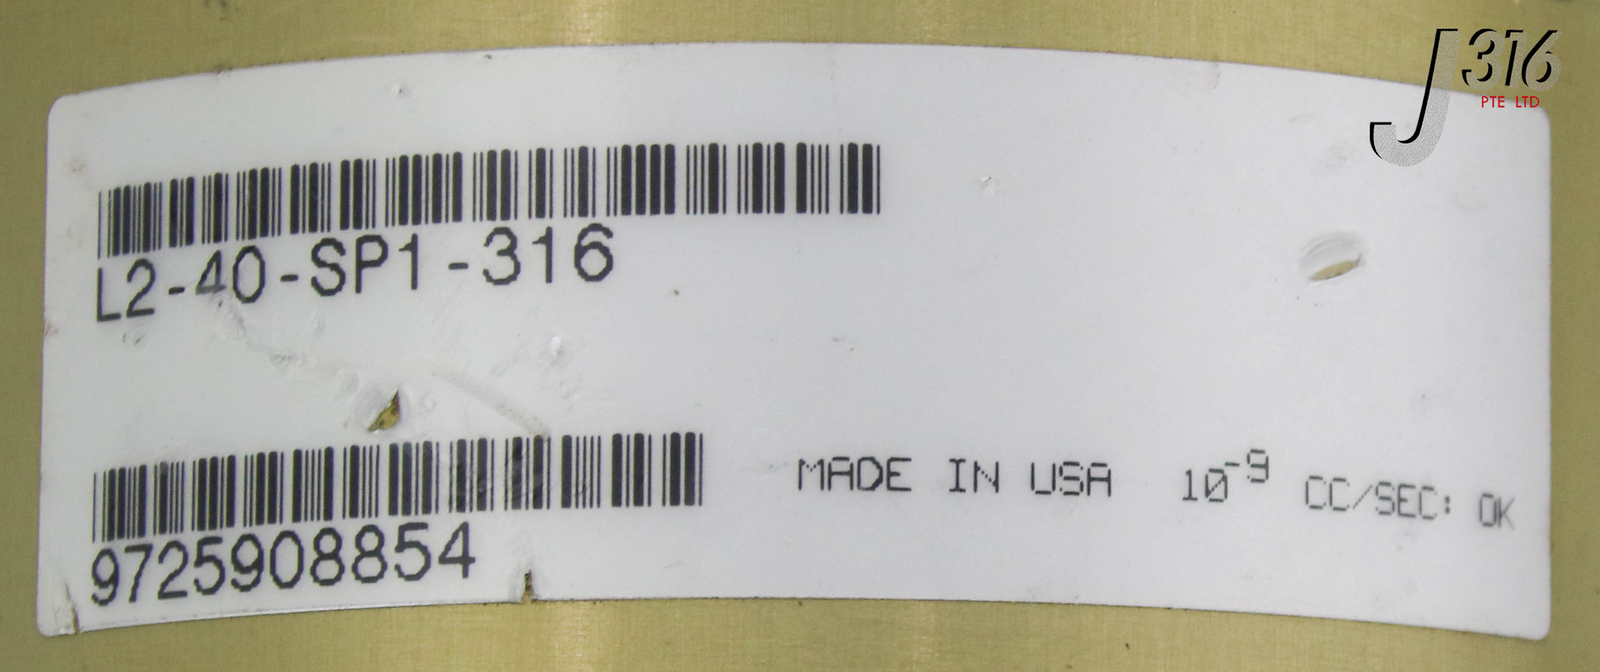 J316
PTE LTD
L2-40-SP1-316
9725908854
MADE IN USA 10⁻⁹ CC/SEC: OK